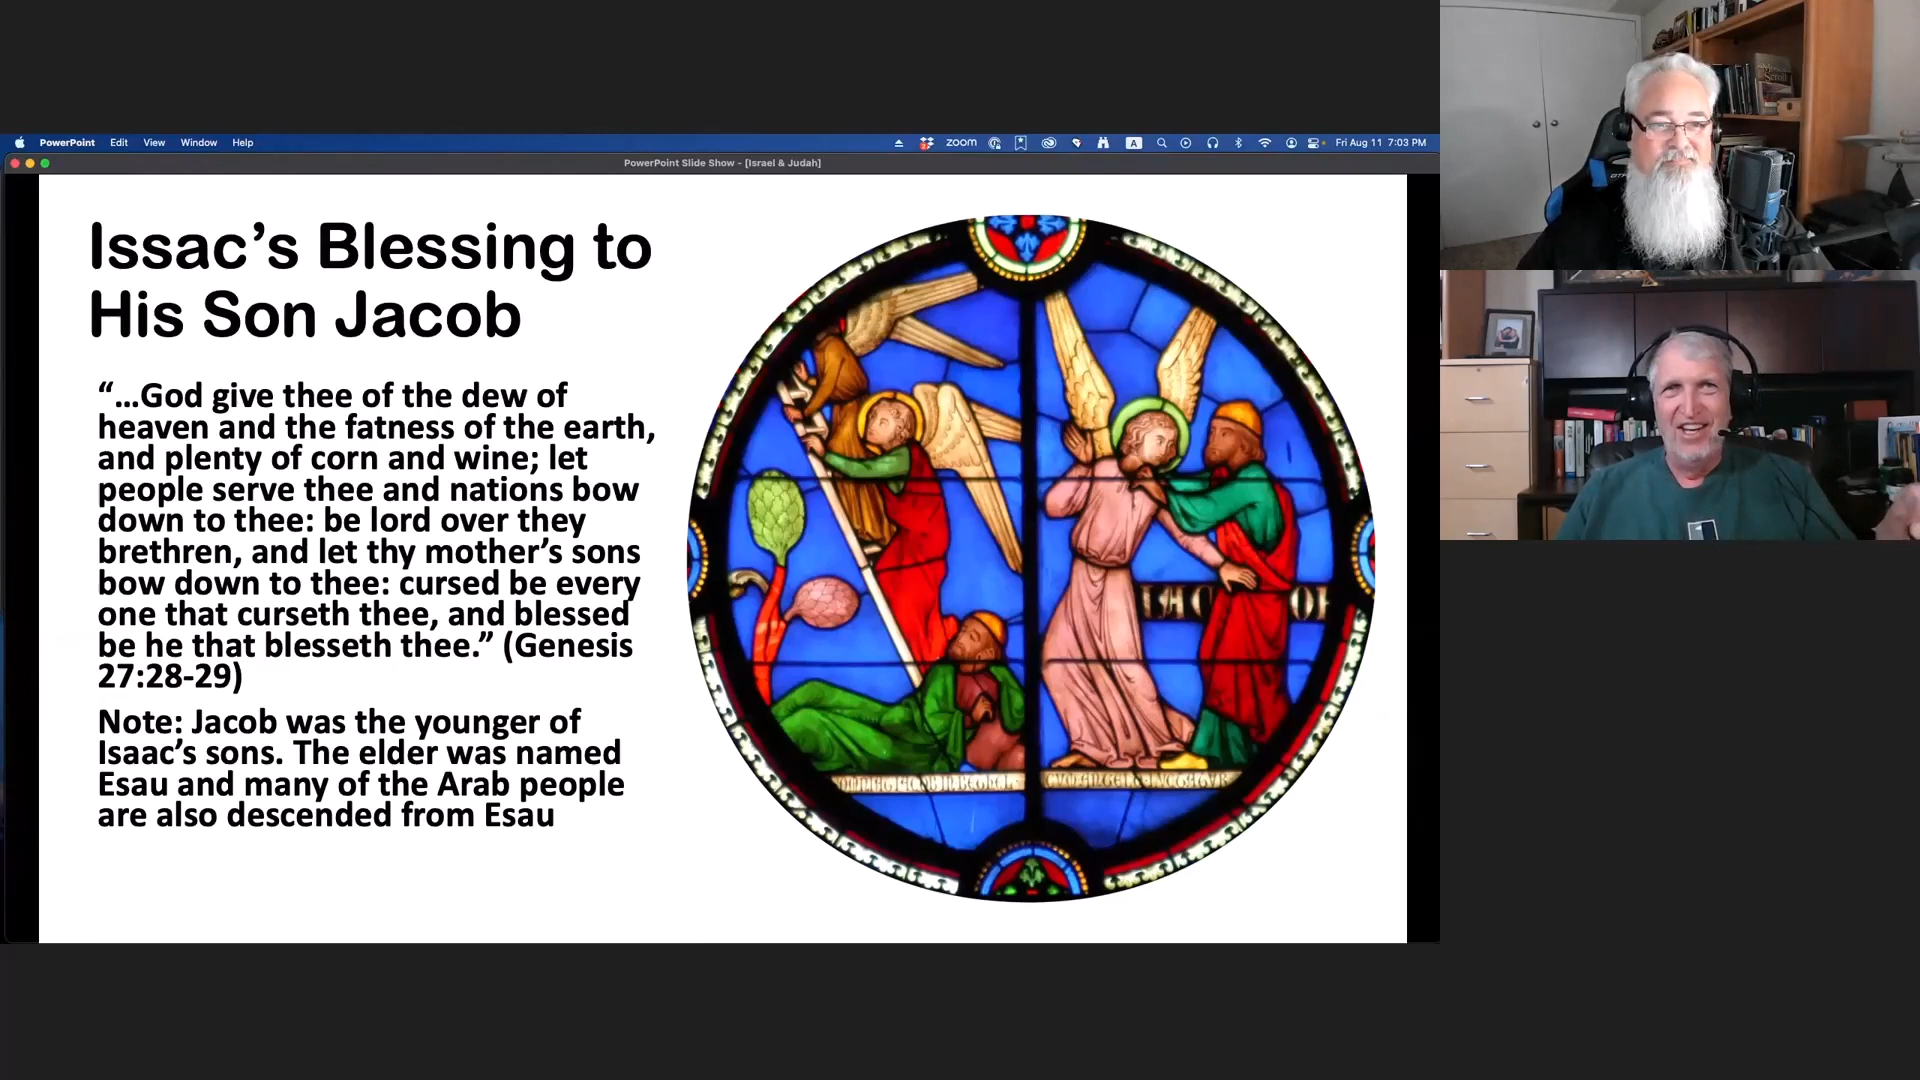 PowerPoint Edit View Window Help zoom A Fri Aug 11 7:03 PM
PowerPoint Slide Show - [Israel & Judah]
Issac’s Blessing to
His Son Jacob
“…God give thee of the dew of
heaven and the fatness of the earth,
and plenty of corn and wine; let
people serve thee and nations bow
down to thee: be lord over they
brethren, and let thy mother’s sons
bow down to thee: cursed be every
one that curseth thee, and blessed
be he that blesseth thee.” (Genesis
27:28-29)
Note: Jacob was the younger of
Isaac’s sons. The elder was named
Esau and many of the Arab people
are also descended from Esau
IAC OB
Scroll